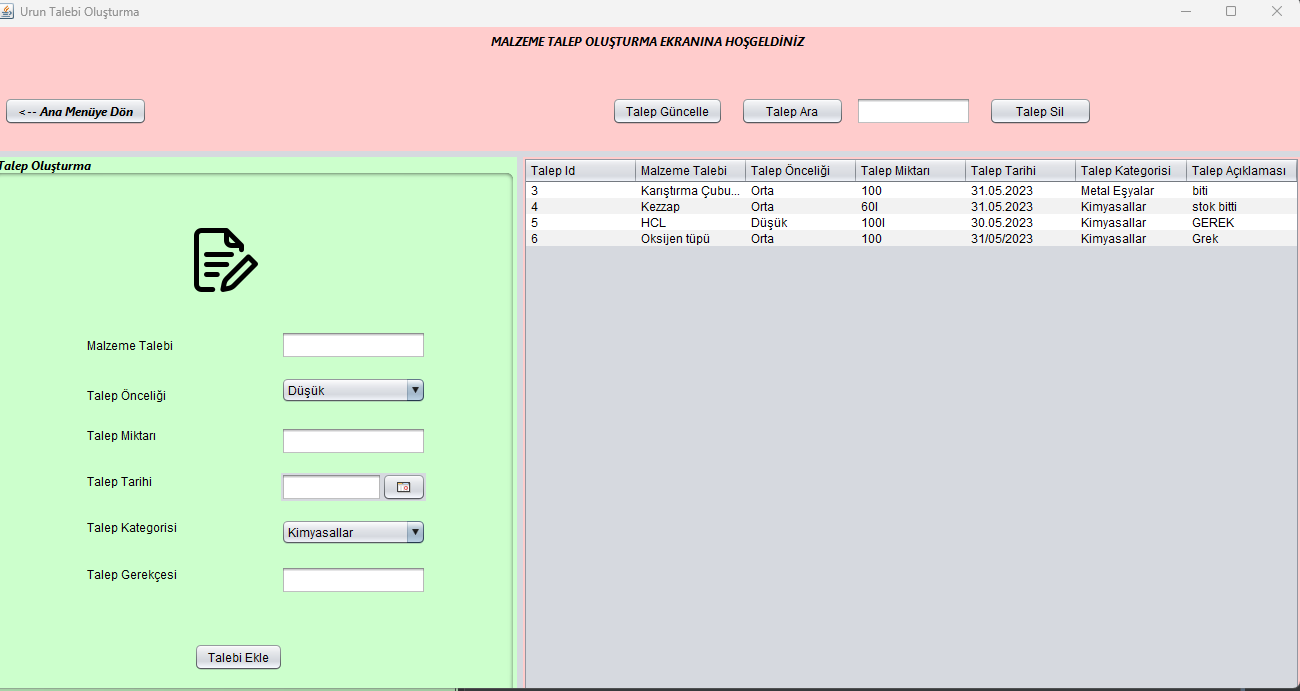 Urun Talebi Oluşturma
MALZEME TALEP OLUŞTURMA EKRANINA HOŞGELDİNİZ
<-- Ana Menüye Dön
Talep Güncelle
Talep Ara
Talep Sil
Talep Oluşturma
Malzeme Talebi
Talep Önceliği
Düşük
Talep Miktarı
Talep Tarihi
Talep Kategorisi
Kimyasallar
Talep Gerekçesi
Talebi Ekle
Talep Id Malzeme Talebi Talep Önceliği Talep Miktarı Talep Tarihi Talep Kategorisi Talep Açıklaması
3 Karıştırma Çubu... Orta 100 31.05.2023 Metal Eşyalar biti
4 Kezzap Orta 60l 31.05.2023 Kimyasallar stok bitti
5 HCL Düşük 100l 30.05.2023 Kimyasallar GEREK
6 Oksijen tüpü Orta 100 31/05/2023 Kimyasallar Grek